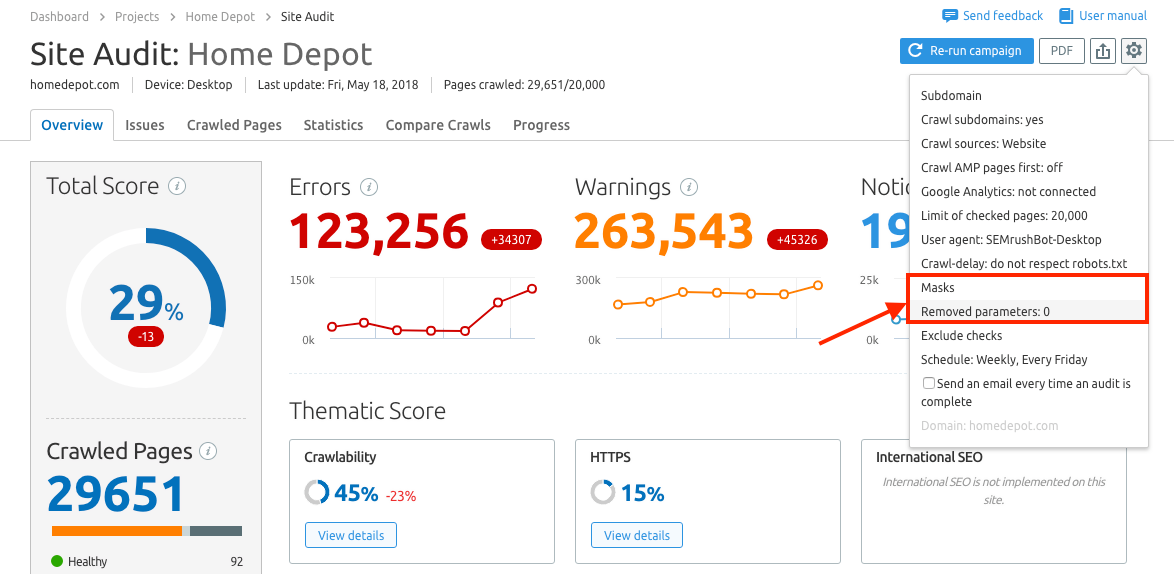 Dashboard > Projects > Home Depot > Site Audit
Send feedback
User manual
Site Audit: Home Depot
Re-run campaign
PDF
homedepot.com
Device: Desktop
Last update: Fri, May 18, 2018
Pages crawled: 29,651/20,000
Overview
Issues
Crawled Pages
Statistics
Compare Crawls
Progress
Subdomain
Crawl subdomains: yes
Crawl sources: Website
Crawl AMP pages first: off
Google Analytics: not connected
Limit of checked pages: 20,000
User agent: SEMrushBot-Desktop
Crawl-delay: do not respect robots.txt
Masks
Removed parameters: 0
Exclude checks
Schedule: Weekly, Every Friday
Send an email every time an audit is
complete
Domain: homedepot.com
Total Score i
29%
-13
Crawled Pages i
29651
Healthy 92
Errors i
123,256 +34307
150k
0k
Warnings i
263,543 +45326
300k
0k
19
25k
0k
Thematic Score
Crawlability
45% -23%
View details
HTTPS
15%
View details
International SEO
International SEO is not implemented on this
site.